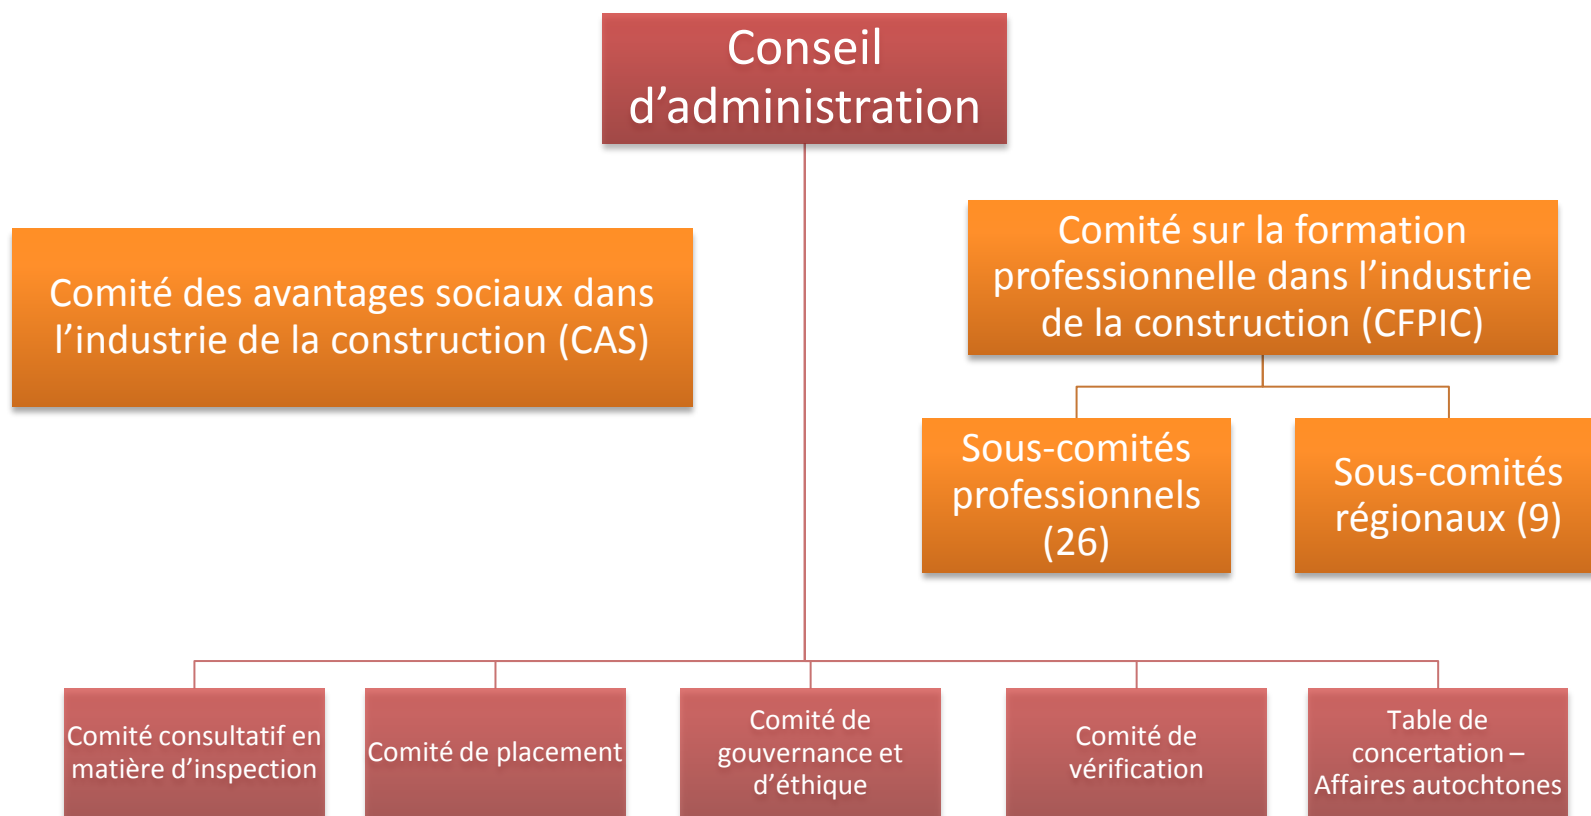 Conseil
d’administration
Comité des avantages sociaux dans
l’industrie de la construction (CAS)
Comité sur la formation
professionnelle dans l’industrie
de la construction (CFPIC)
Sous-comités
professionnels
(26)
Sous-comités
régionaux (9)
Comité consultatif en
matière d’inspection
Comité de placement
Comité de
gouvernance et
d’éthique
Comité de
vérification
Table de
concertation –
Affaires autochtones